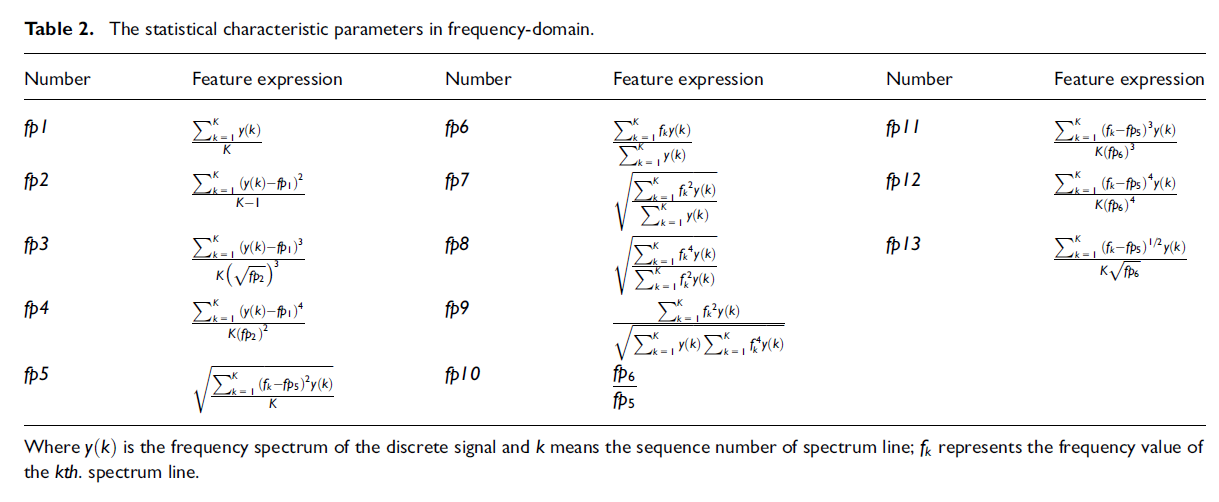 Table 2. The statistical characteristic parameters in frequency-domain.
Number Feature expression Number Feature expression Number Feature expression
fp1 \frac{\sum_{k=1}^{K} y(k)}{K} fp6 \frac{\sum_{k=1}^{K} f_k y(k)}{\sum_{k=1}^{K} y(k)} fp11 \frac{\sum_{k=1}^{K} (f_k-fp_5)^3 y(k)}{K(fp_6)^3}
fp2 \frac{\sum_{k=1}^{K} (y(k)-fp_1)^2}{K-1} fp7 \sqrt{\frac{\sum_{k=1}^{K} f_k^2 y(k)}{\sum_{k=1}^{K} y(k)}} fp12 \frac{\sum_{k=1}^{K} (f_k-fp_5)^4 y(k)}{K(fp_6)^4}
fp3 \frac{\sum_{k=1}^{K} (y(k)-fp_1)^3}{K(\sqrt{fp_2})^3} fp8 \sqrt{\frac{\sum_{k=1}^{K} f_k^4 y(k)}{\sum_{k=1}^{K} f_k^2 y(k)}} fp13 \frac{\sum_{k=1}^{K} (f_k-fp_5)^{1/2} y(k)}{K\sqrt{fp_6}}
fp4 \frac{\sum_{k=1}^{K} (y(k)-fp_1)^4}{K(fp_2)^2} fp9 \frac{\sum_{k=1}^{K} f_k^2 y(k)}{\sqrt{\sum_{k=1}^{K} y(k) \sum_{k=1}^{K} f_k^4 y(k)}}
fp5 \sqrt{\frac{\sum_{k=1}^{K} (f_k-fp_5)^2 y(k)}{K}} fp10 \frac{fp_6}{fp_5}
Where y(k) is the frequency spectrum of the discrete signal and k means the sequence number of spectrum line; f_k represents the frequency value of
the kth. spectrum line.